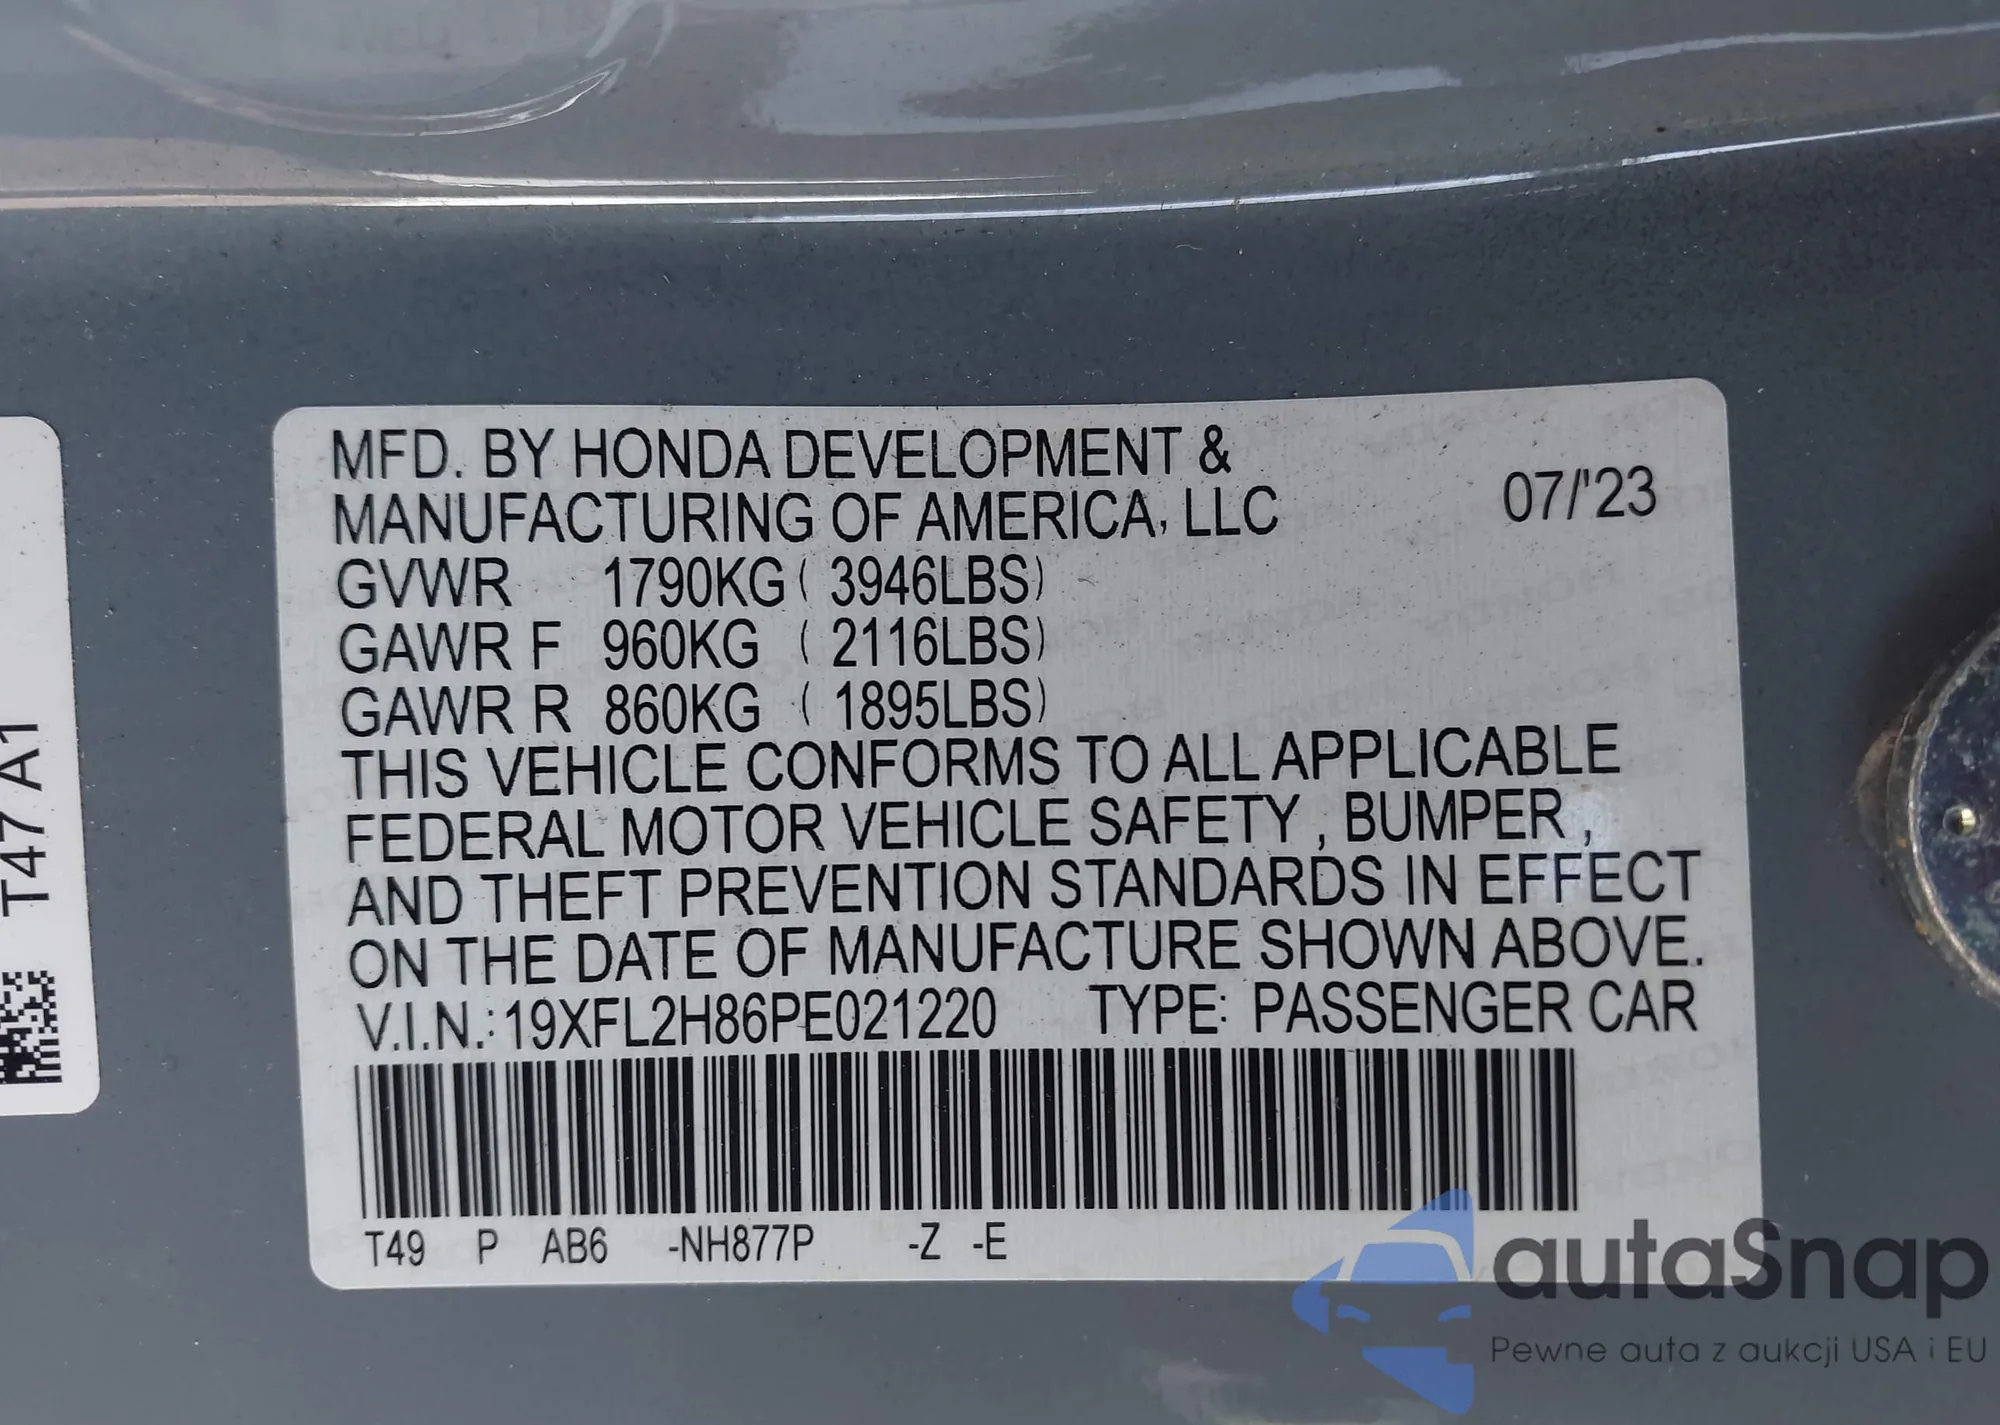 MFD. BY HONDA DEVELOPMENT &
MANUFACTURING OF AMERICA, LLC
07/'23
GVWR 1790KG ( 3946LBS)
GAWR F 960KG ( 2116LBS)
GAWR R 860KG ( 1895LBS)
THIS VEHICLE CONFORMS TO ALL APPLICABLE
FEDERAL MOTOR VEHICLE SAFETY , BUMPER ,
AND THEFT PREVENTION STANDARDS IN EFFECT
ON THE DATE OF MANUFACTURE SHOWN ABOVE.
V.I.N.: 19XFL2H86PE021220 TYPE: PASSENGER CAR
T49 P AB6 -NH877P -Z -E
T47 A1
autaSnap
Pewne auta z aukcji USA i EU